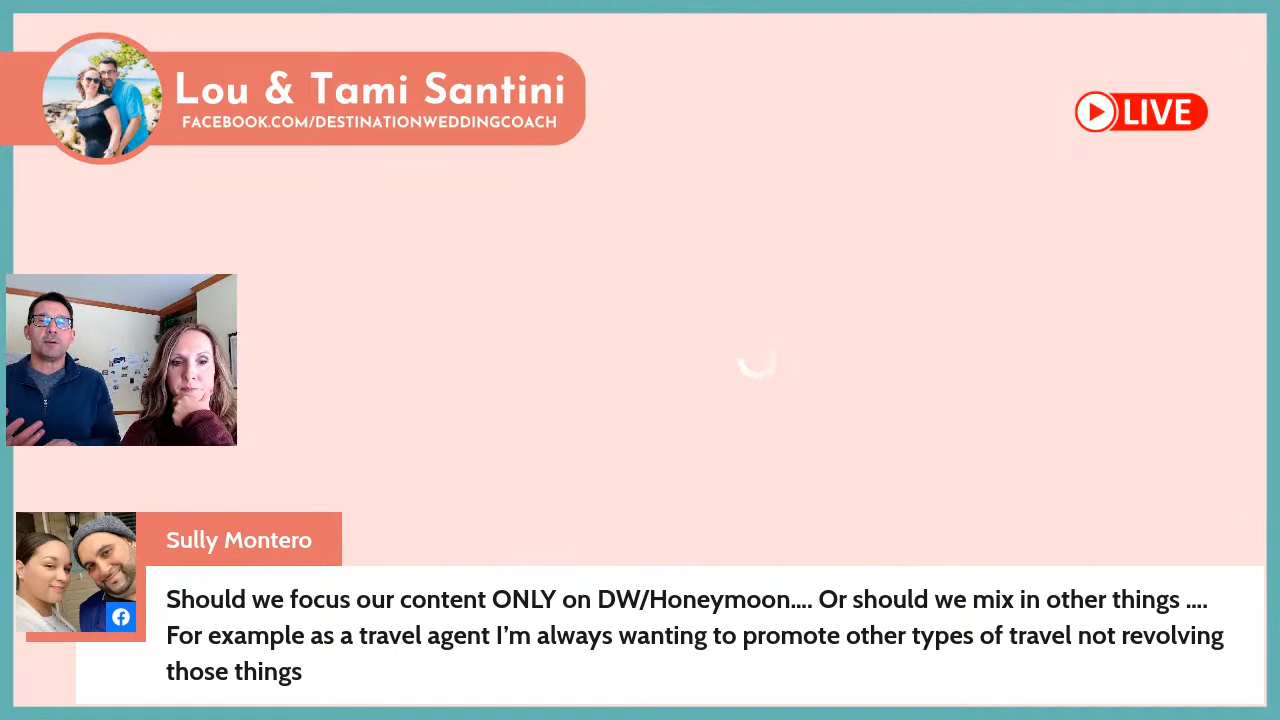 Lou & Tami Santini
FACEBOOK.COM/DESTINATIONWEDDINGCOACH
LIVE
Sully Montero
Should we focus our content ONLY on DW/Honeymoon.... Or should we mix in other things ....
For example as a travel agent I'm always wanting to promote other types of travel not revolving
those things